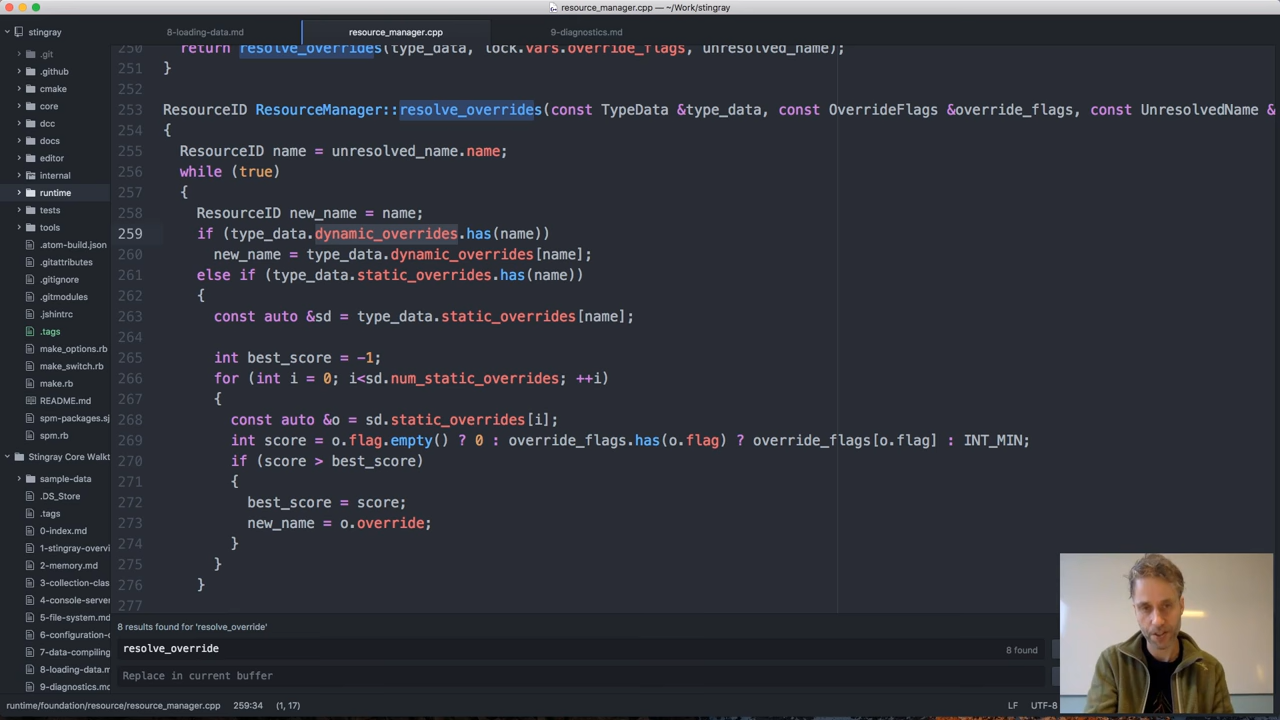 resource_manager.cpp — ~/Work/stingray
stingray
8-loading-data.md
resource_manager.cpp
9-diagnostics.md
.git
.github
cmake
core
dcc
docs
editor
internal
runtime
tests
tools
.atom-build.json
.gitattributes
.gitignore
.gitmodules
.jshintrc
.tags
make_options.rb
make_switch.rb
make.rb
README.md
spm-packages.sj
spm.rb
Stingray Core Walkt
sample-data
.DS_Store
.tags
0-index.md
1-stingray-overvi
2-memory.md
3-collection-clas
4-console-server
5-file-system.md
6-configuration-c
7-data-compiling
8-loading-data.m
9-diagnostics.md
250 return resolve_overrides(type_data, lock.vars.override_flags, unresolved_name);
251 }
252
253 ResourceID ResourceManager::resolve_overrides(const TypeData &type_data, const OverrideFlags &override_flags, const UnresolvedName &
254 {
255 ResourceID name = unresolved_name.name;
256 while (true)
257 {
258 ResourceID new_name = name;
259 if (type_data.dynamic_overrides.has(name))
260 new_name = type_data.dynamic_overrides[name];
261 else if (type_data.static_overrides.has(name))
262 {
263 const auto &sd = type_data.static_overrides[name];
264
265 int best_score = -1;
266 for (int i = 0; i<sd.num_static_overrides; ++i)
267 {
268 const auto &o = sd.static_overrides[i];
269 int score = o.flag.empty() ? 0 : override_flags.has(o.flag) ? override_flags[o.flag] : INT_MIN;
270 if (score > best_score)
271 {
272 best_score = score;
273 new_name = o.override;
274 }
275 }
276 }
277
8 results found for 'resolve_override'
resolve_override
8 found
Replace in current buffer
runtime/foundation/resource/resource_manager.cpp 259:34 (1, 17)
LF UTF-8